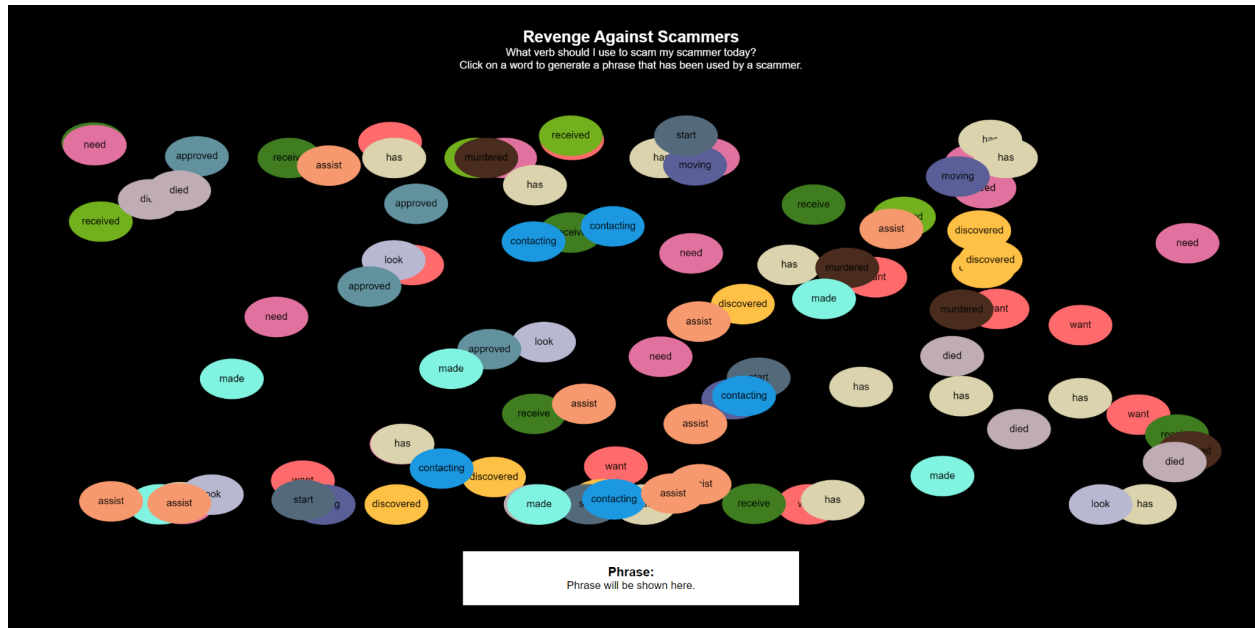 Revenge Against Scammers
What verb should I use to scam my scammer today?
Click on a word to generate a phrase that has been used by a scammer.
start
received
has
need
murdered
approved
has
has
receive
assist
moving
moving
need
has
died
died
approved
receive
received
assist
received
contacting
contacting
discovered
need
need
look
has
murdered
want
discovered
approved
made
discovered
murdered
want
need
assist
want
look
approved
need
died
made
made
start
contacting
has
has
has
receive
assist
want
assist
died
has
receive
want
died
contacting
discovered
made
want
look
assist
assist
start
discovered
made
contacting
assist
receive
has
look
has
Phrase:
Phrase will be shown here.